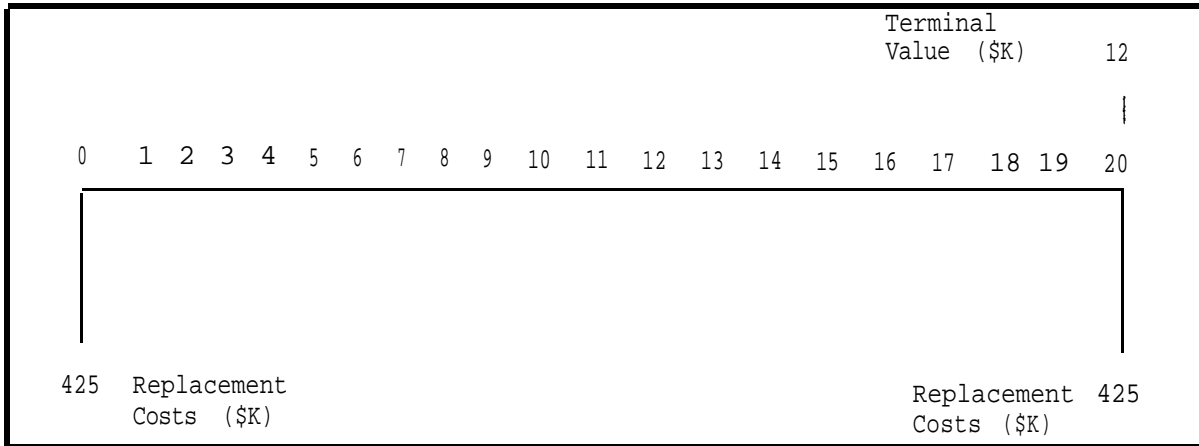 Terminal
Value ($K) 12
0 1 2 3 4 5 6 7 8 9 10 11 12 13 14 15 16 17 18 19 20
425 Replacement
Costs ($K)
Replacement 425
Costs ($K)